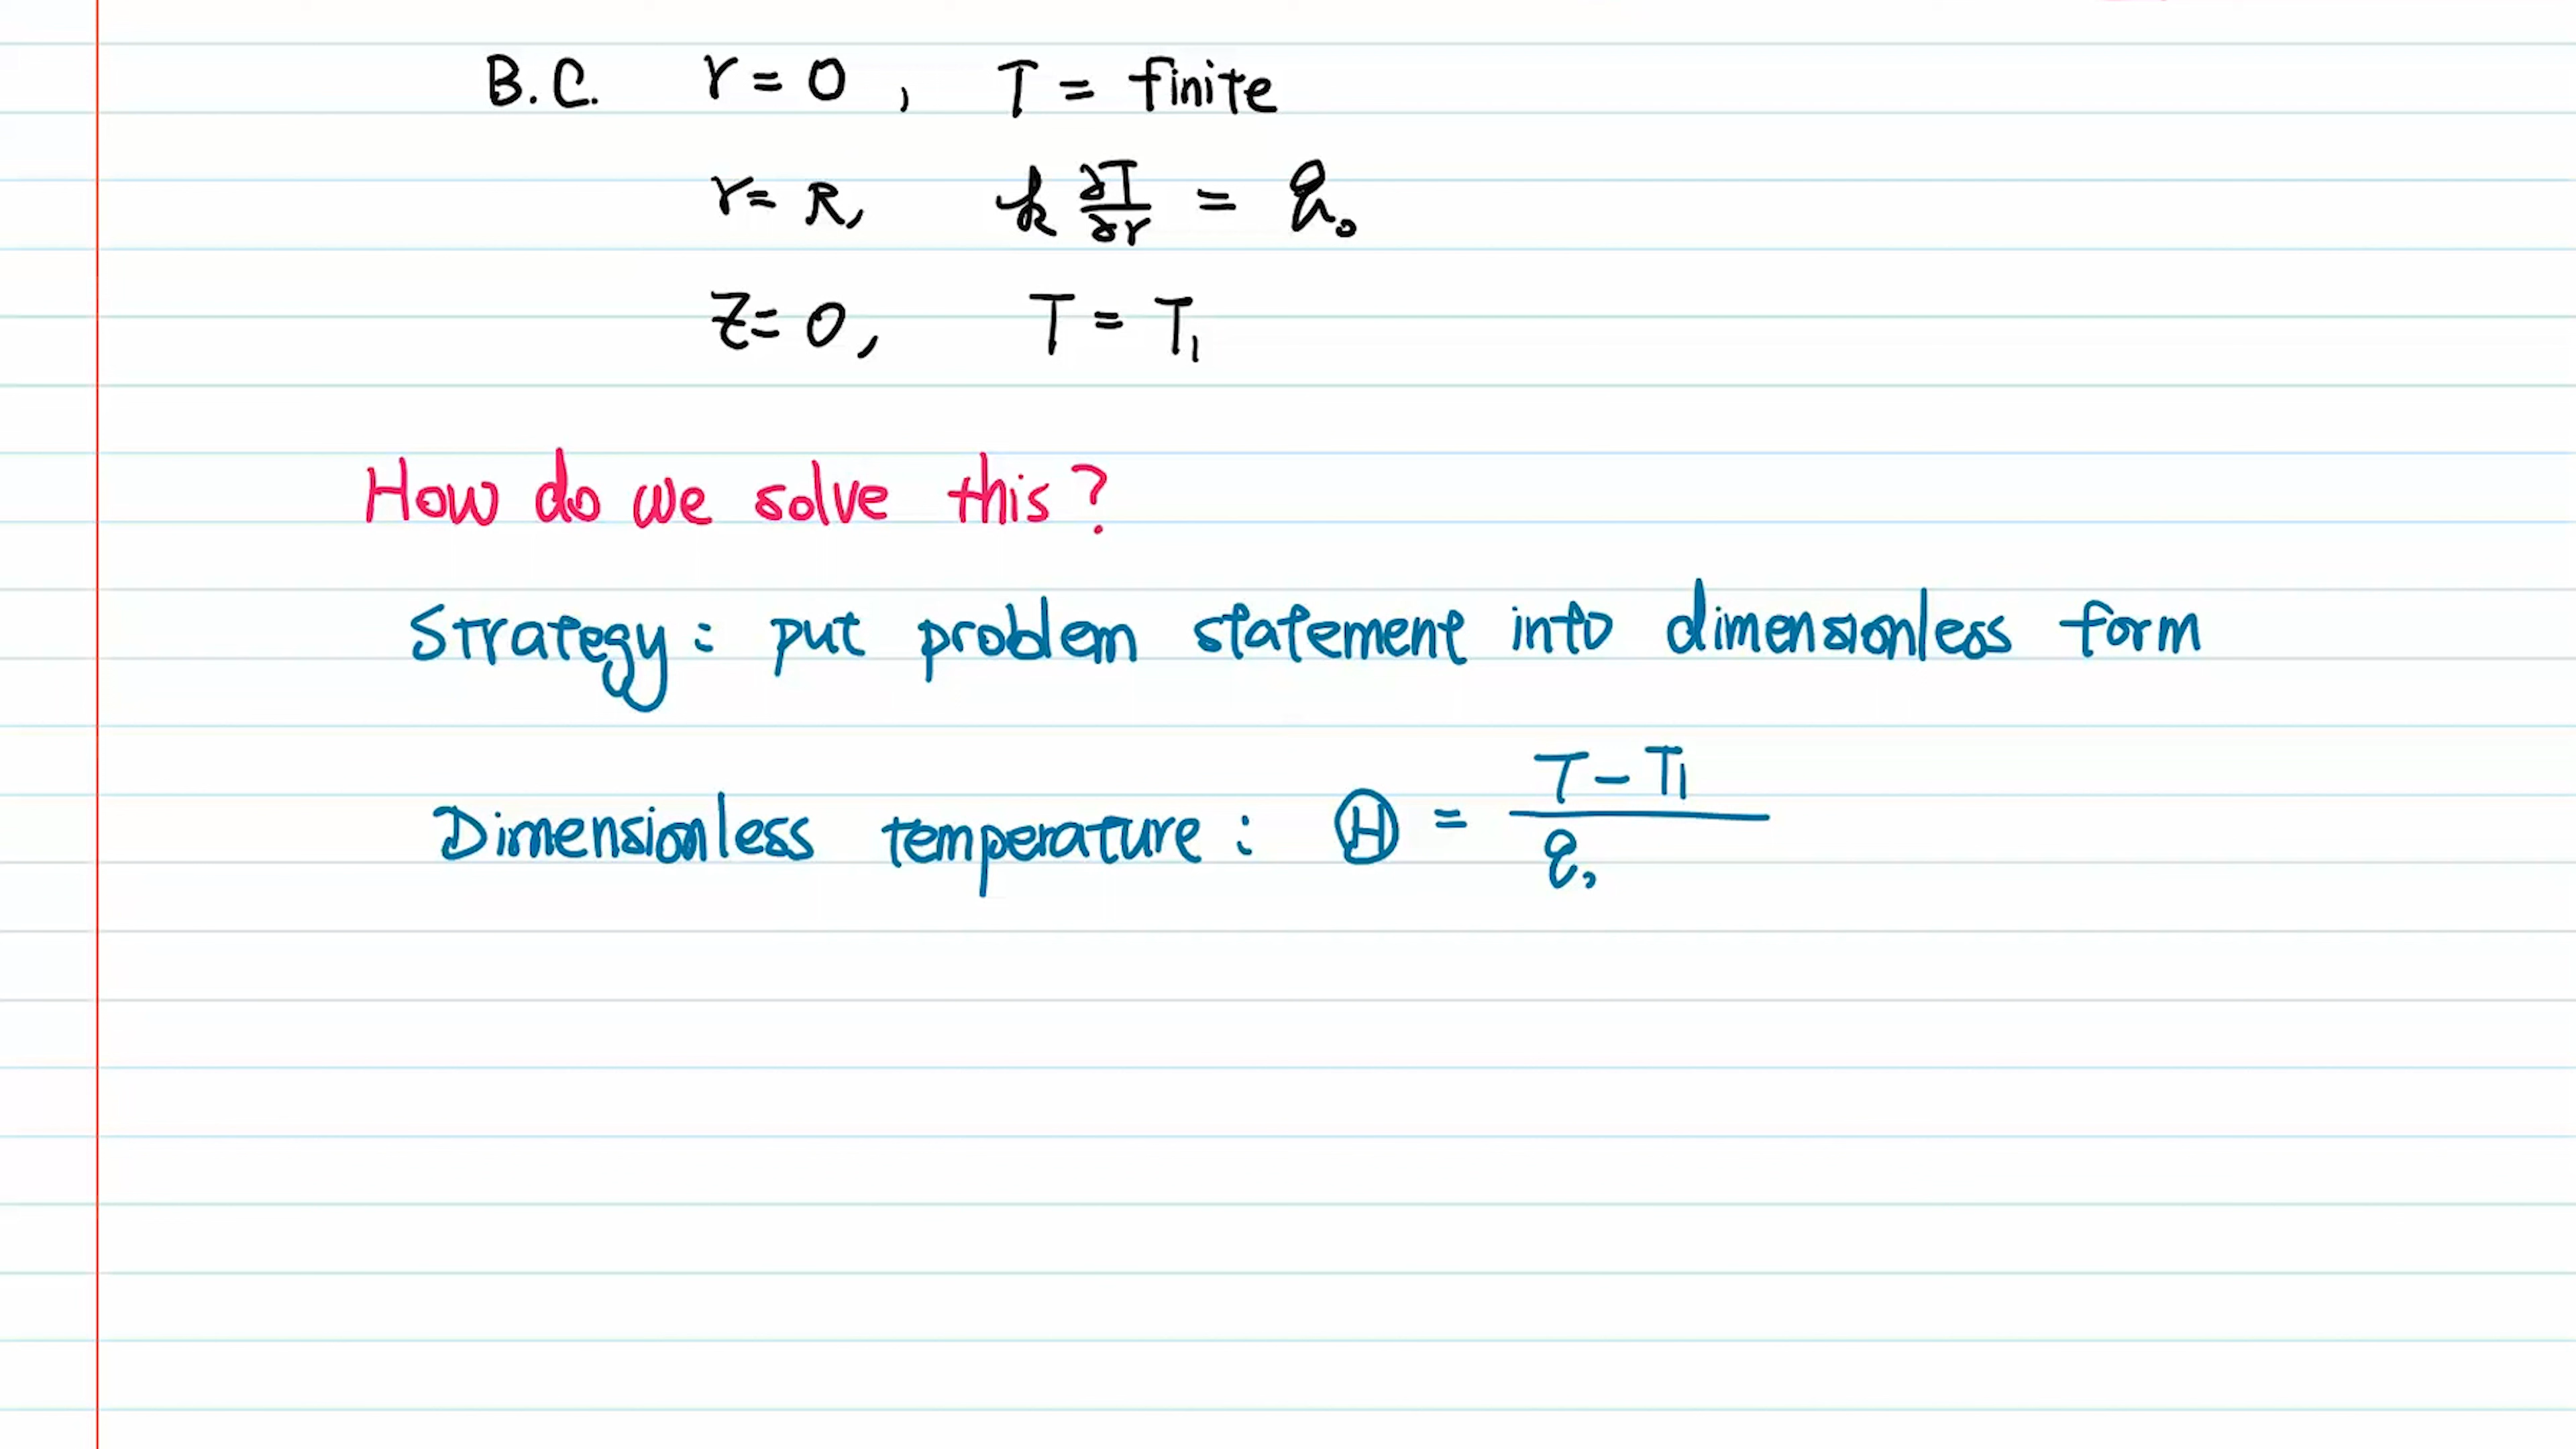 B.C. r = 0 , T = finite
r = R, k ∂T/∂r = q₀
z = 0, T = T₁
How do we solve this?
Strategy : put problem statement into dimensionless form
Dimensionless temperature : Θ = (T - T₁)/q₀